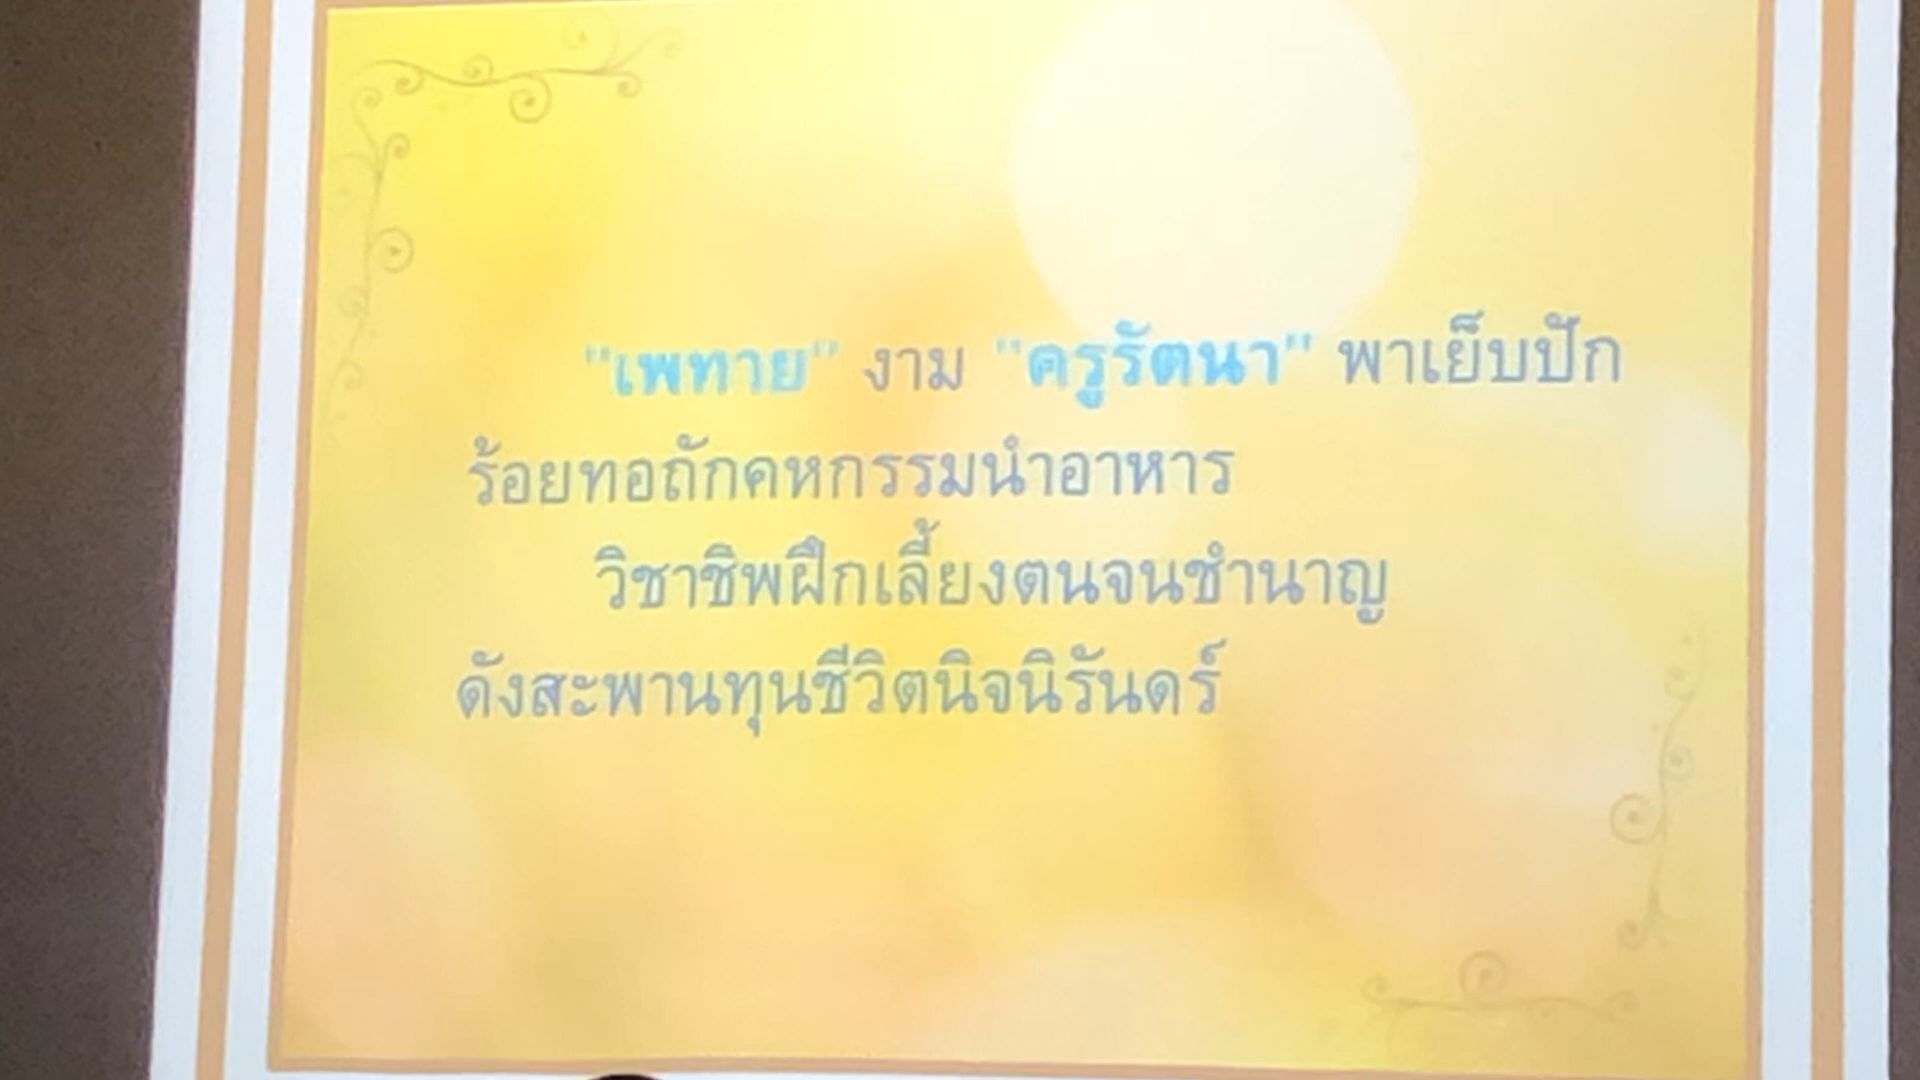 "เพทาย" งาม "ครูรัตนา" พาเย็บปัก
ร้อยทอถักคหกรรมนำอาหาร
วิชาชีพฝึกเลี้ยงตนจนชำนาญ
ดังสะพานทุนชีวิตนิจนิรันดร์